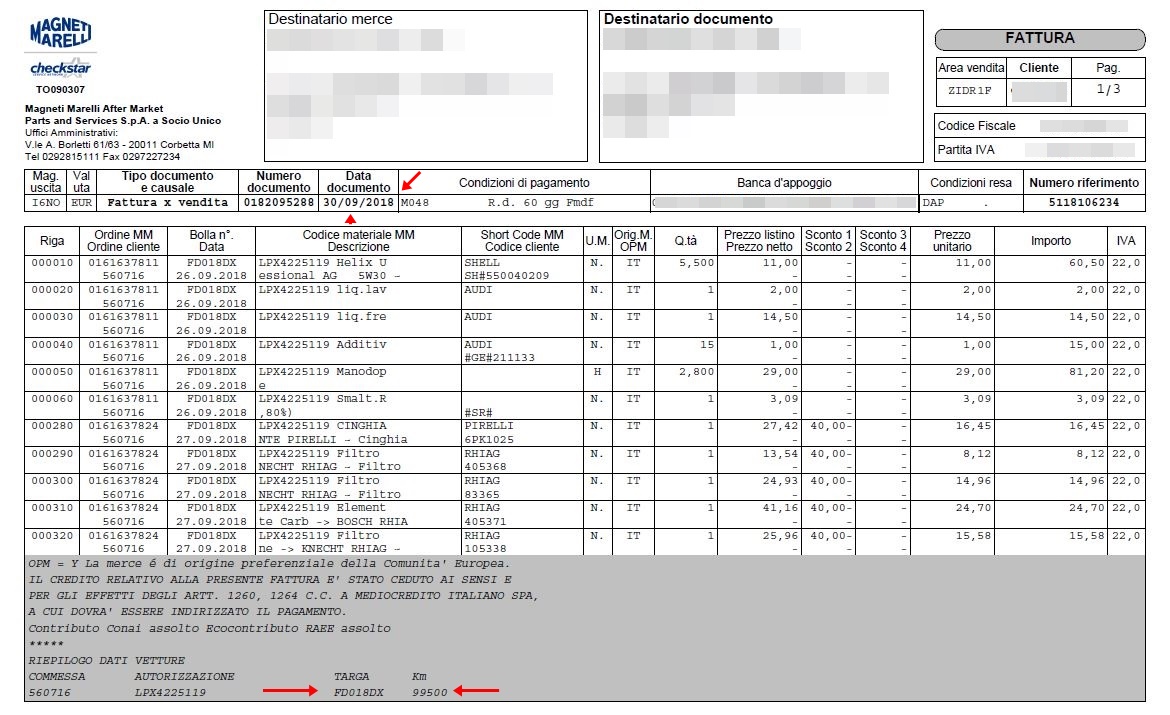 MAGNETI
MARELLI
checkstar
SERVICE NETWORK
TO090307
Magneti Marelli After Market
Parts and Services S.p.A. a Socio Unico
Uffici Amministrativi:
V.le A. Borletti 61/63 - 20011 Corbetta MI
Tel 0292815111 Fax 0297227234
Destinatario merce
Destinatario documento
FATTURA
Area vendita Cliente Pag.
ZIDR1F 1/3
Codice Fiscale
Partita IVA
Mag. uscita Val uta Tipo documento e causale Numero documento Data documento Condizioni di pagamento Banca d'appoggio Condizioni resa Numero riferimento
I6NO EUR Fattura x vendita 0182095288 30/09/2018 M048 R.d. 60 gg Fmdf DAP . 5118106234
Riga Ordine MM Bolla n°. Codice materiale MM Short Code MM U.M. Orig.M. Q.tà Prezzo listino Sconto 1 Sconto 3 Prezzo Importo IVA
Ordine cliente Data Descrizione Codice cliente OPM Prezzo netto Sconto 2 Sconto 4 unitario
000010 0161637811 FD018DX LPX4225119 Helix U SHELL N. IT 5,500 11,00 - - 11,00 60,50 22,0
560716 26.09.2018 essional AG 5W30 ~ SH#550040209 - - -
000020 0161637811 FD018DX LPX4225119 liq.lav AUDI N. IT 1 2,00 - - 2,00 2,00 22,0
560716 26.09.2018 - - -
000030 0161637811 FD018DX LPX4225119 liq.fre AUDI N. IT 1 14,50 - - 14,50 14,50 22,0
560716 26.09.2018 - - -
000040 0161637811 FD018DX LPX4225119 Additiv AUDI N. IT 15 1,00 - - 1,00 15,00 22,0
560716 26.09.2018 #GE#211133 - - -
000050 0161637811 FD018DX LPX4225119 Manodop H IT 2,800 29,00 - - 29,00 81,20 22,0
560716 26.09.2018 e - - -
000060 0161637811 FD018DX LPX4225119 Smalt.R N. IT 1 3,09 - - 3,09 3,09 22,0
560716 26.09.2018 ,80%) #SR# - - -
000280 0161637824 FD018DX LPX4225119 CINGHIA PIRELLI N. IT 1 27,42 40,00- - 16,45 16,45 22,0
560716 27.09.2018 NTE PIRELLI ~ Cinghia 6PK1025 - - -
000290 0161637824 FD018DX LPX4225119 Filtro RHIAG N. IT 1 13,54 40,00- - 8,12 8,12 22,0
560716 27.09.2018 NECHT RHIAG ~ Filtro 405368 - - -
000300 0161637824 FD018DX LPX4225119 Filtro RHIAG N. IT 1 24,93 40,00- - 14,96 14,96 22,0
560716 27.09.2018 NECHT RHIAG ~ Filtro 83365 - - -
000310 0161637824 FD018DX LPX4225119 Element RHIAG N. IT 1 41,16 40,00- - 24,70 24,70 22,0
560716 27.09.2018 te Carb -> BOSCH RHIA 405371 - - -
000320 0161637824 FD018DX LPX4225119 Filtro RHIAG N. IT 1 25,96 40,00- - 15,58 15,58 22,0
560716 27.09.2018 ne -> KNECHT RHIAG ~ 105338 - - -
OPM = Y La merce é di origine preferenziale della Comunita' Europea.
IL CREDITO RELATIVO ALLA PRESENTE FATTURA E' STATO CEDUTO AI SENSI E
PER GLI EFFETTI DEGLI ARTT. 1260, 1264 C.C. A MEDIOCREDITO ITALIANO SPA,
A CUI DOVRA' ESSERE INDIRIZZATO IL PAGAMENTO.
Contributo Conai assolto Ecocontributo RAEE assolto
*****
RIEPILOGO DATI VETTURE
COMMESSA AUTORIZZAZIONE TARGA Km
560716 LPX4225119 FD018DX 99500